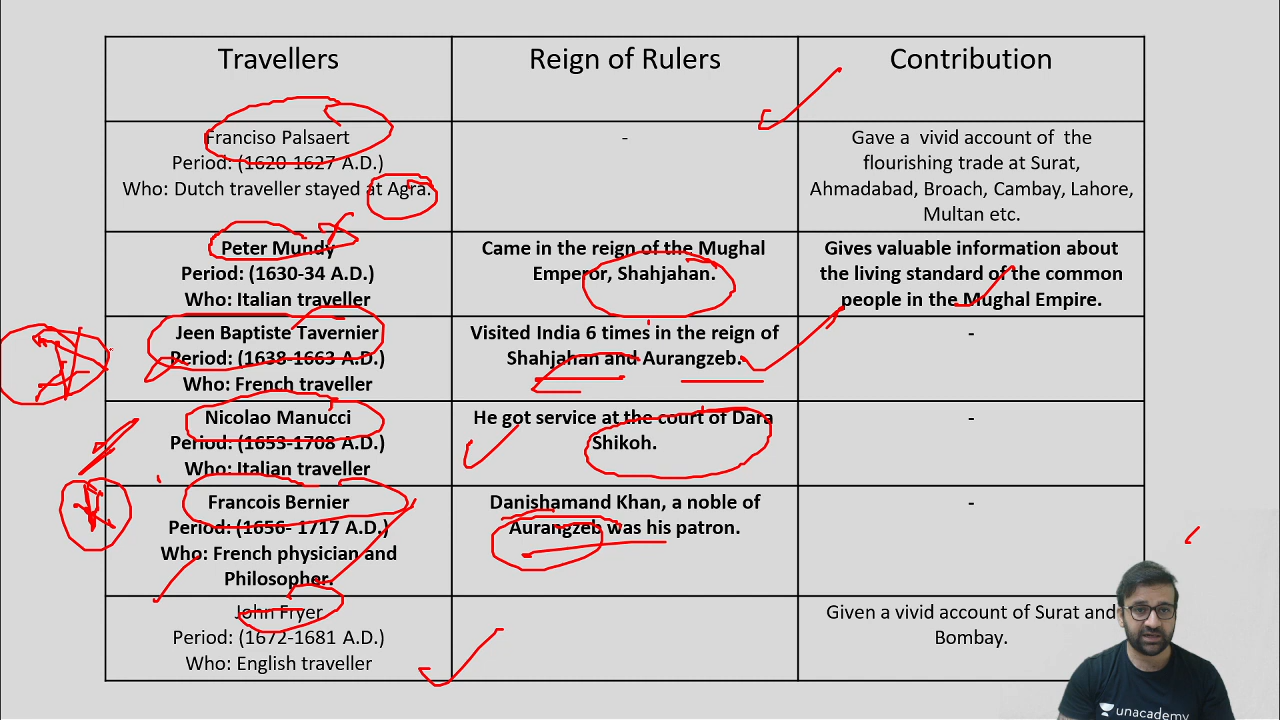 Travellers
Reign of Rulers
Contribution
Franciso Palsaert
Period: (1620-1627 A.D.)
Who: Dutch traveller stayed at Agra.
-
Gave a vivid account of the
flourishing trade at Surat,
Ahmadabad, Broach, Cambay, Lahore,
Multan etc.
Peter Mundy
Period: (1630-34 A.D.)
Who: Italian traveller
Came in the reign of the Mughal
Emperor, Shahjahan.
Gives valuable information about
the living standard of the common
people in the Mughal Empire.
Jeen Baptiste Tavernier
Period: (1638-1663 A.D.)
Who: French traveller
Visited India 6 times in the reign of
Shahjahan and Aurangzeb.
-
Nicolao Manucci
Period: (1653-1708 A.D.)
Who: Italian traveller
He got service at the court of Dara
Shikoh.
-
Francois Bernier
Period: (1656- 1717 A.D.)
Who: French physician and
Philosopher.
Danishamand Khan, a noble of
Aurangzeb was his patron.
-
John Fryer
Period: (1672-1681 A.D.)
Who: English traveller
Given a vivid account of Surat and
Bombay.
unacademy